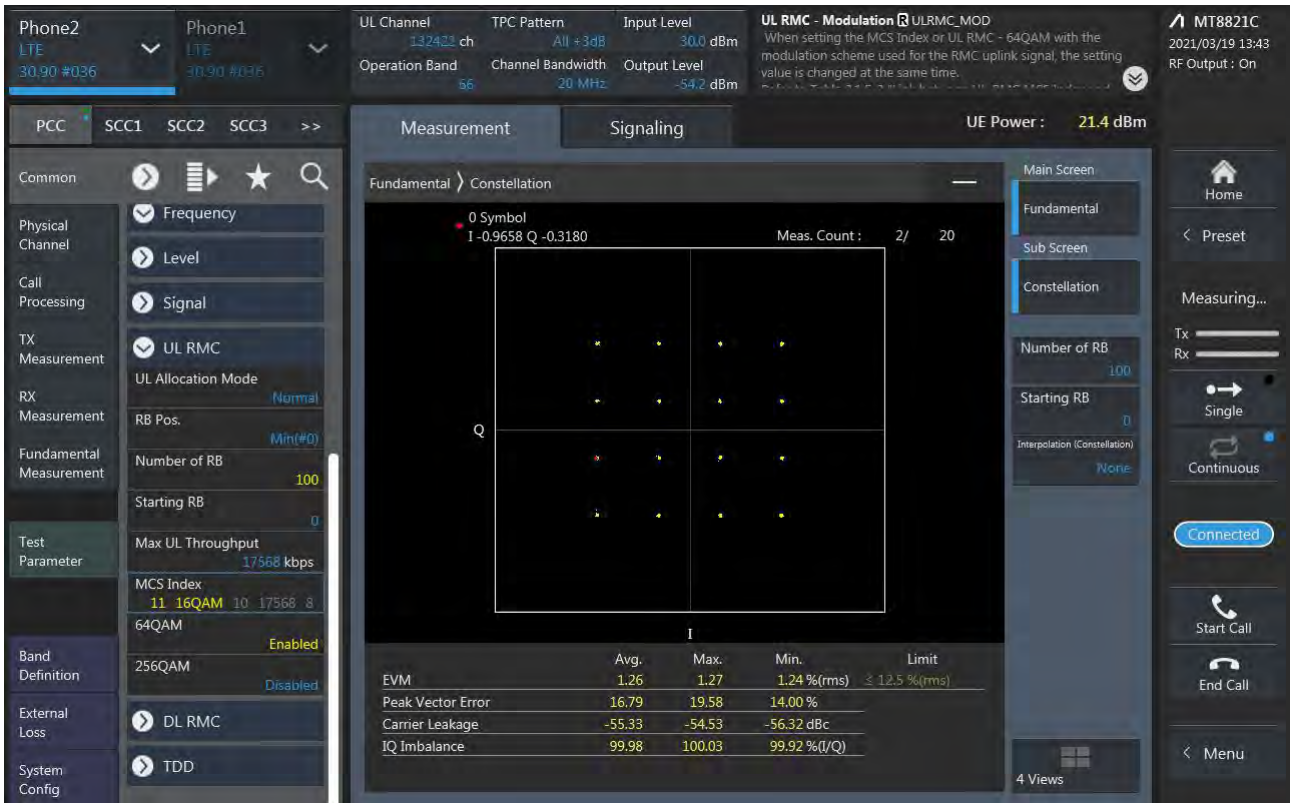 Phone2
LTE
30.90 #036
Phone1
LTE
30.90 #036
UL Channel
132422 ch
Operation Band
66
TPC Pattern
All +3dB
Channel Bandwidth
20 MHz
Input Level
30.0 dBm
Output Level
-54.2 dBm
UL RMC - Modulation R ULRMC_MOD
When setting the MCS Index or UL RMC - 64QAM with the
modulation scheme used for the RMC uplink signal, the setting
value is changed at the same time.
MT8821C
2021/03/19 13:43
RF Output : On
PCC SCC1 SCC2 SCC3 >>
Measurement
Signaling
UE Power : 21.4 dBm
Common
Physical
Channel
Call
Processing
TX
Measurement
RX
Measurement
Fundamental
Measurement
Test
Parameter
Band
Definition
External
Loss
System
Config
Frequency
Level
Signal
UL RMC
UL Allocation Mode
Normal
RB Pos.
Min(#0)
Number of RB
100
Starting RB
0
Max UL Throughput
17568 kbps
MCS Index
11 16QAM 10 17568 8
64QAM
Enabled
256QAM
Disabled
DL RMC
TDD
Fundamental > Constellation
0 Symbol
I -0.9658 Q -0.3180
Meas. Count : 2/ 20
Q
I
Avg. Max. Min. Limit
EVM 1.26 1.27 1.24 %(rms) ≤ 12.5 %(rms)
Peak Vector Error 16.79 19.58 14.00 %
Carrier Leakage -55.33 -54.53 -56.32 dBc
IQ Imbalance 99.98 100.03 99.92 %(I/Q)
Main Screen
Fundamental
Sub Screen
Constellation
Number of RB
100
Starting RB
0
Interpolation (Constellation)
None
4 Views
Home
< Preset
Measuring...
Tx
Rx
Single
Continuous
Connected
Start Call
End Call
< Menu